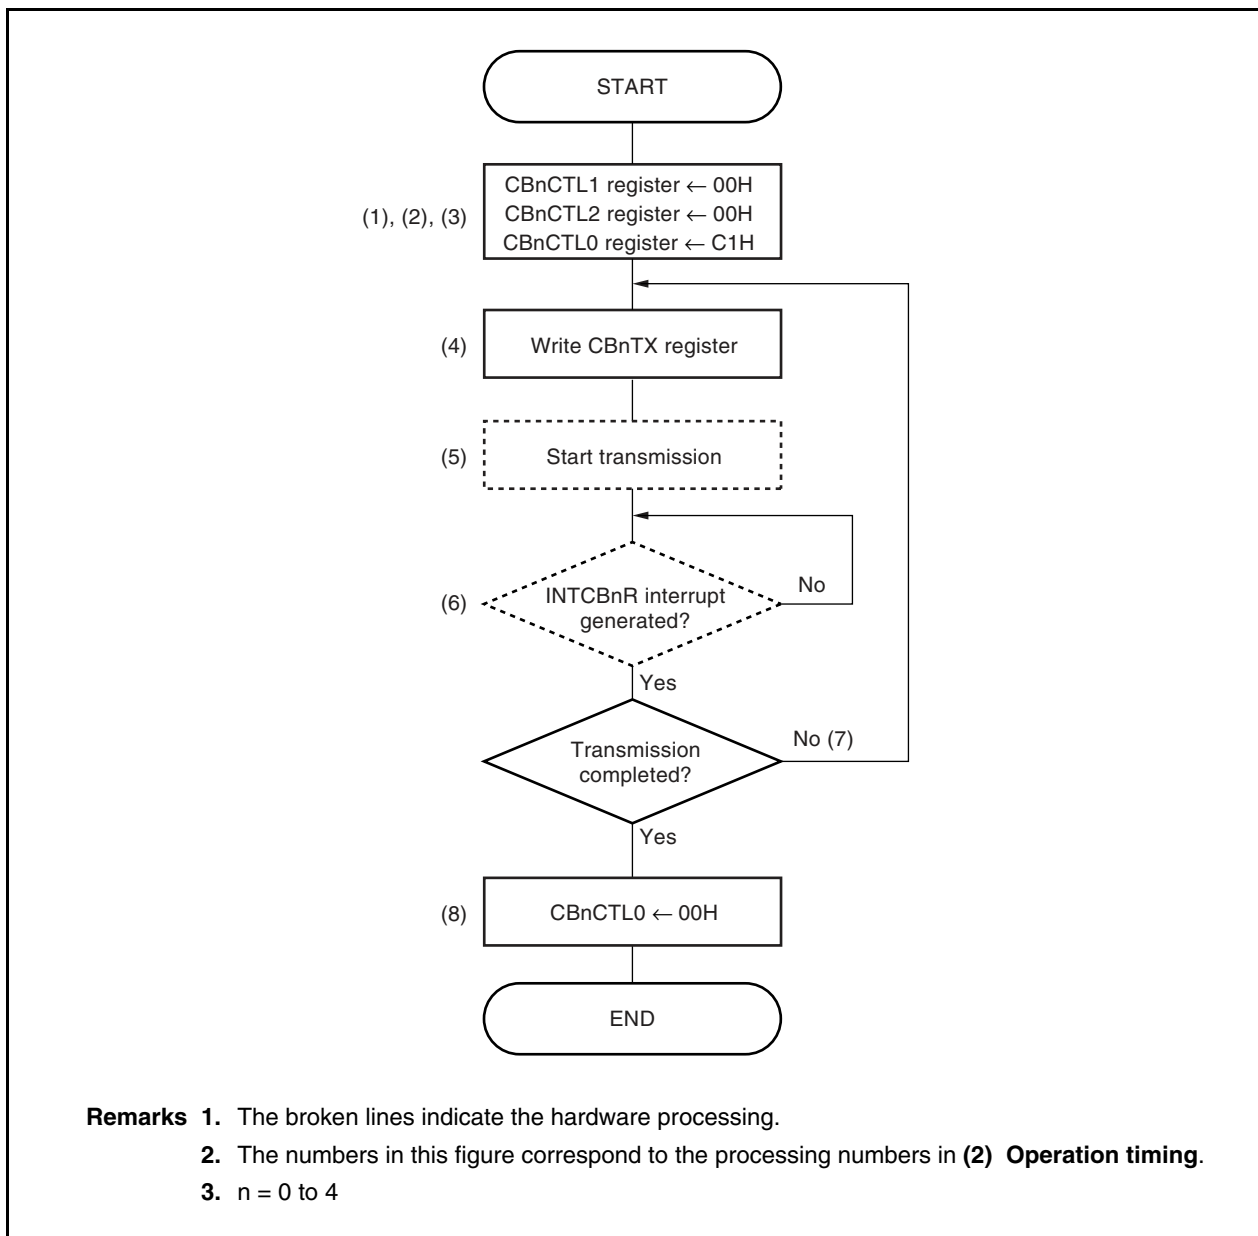 START
CBnCTL1 register ← 00H
CBnCTL2 register ← 00H
(1), (2), (3)
CBnCTL0 register ← C1H
(4)
Write CBnTX register
(5)
Start transmission
No
INTCBnR interrupt
(6)
generated?
Yes
No (7)
Transmission
completed?
Yes
(8)
CBnCTL0 ← 00H
END
Remarks 1. The broken lines indicate the hardware processing.
2. The numbers in this figure correspond to the processing numbers in (2) Operation timing.
3. n = 0 to 4